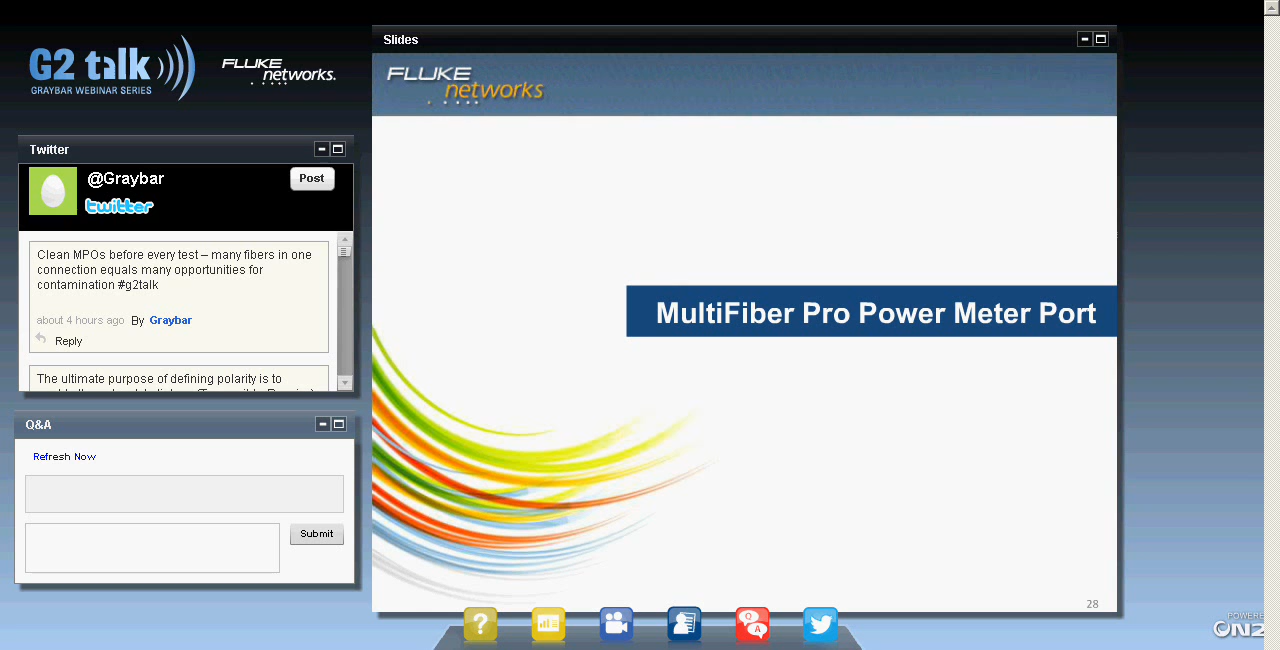 G2 talk
GRAYBAR WEBINAR SERIES
FLUKE
networks.
Twitter
@Graybar
Post
twitter
Clean MPOs before every test – many fibers in one
connection equals many opportunities for
contamination #g2talk
about 4 hours ago By Graybar
Reply
The ultimate purpose of defining polarity is to
Q&A
Refresh Now
Submit
Slides
FLUKE
networks
MultiFiber Pro Power Meter Port
28
?
Q
A
POWERE
ON2